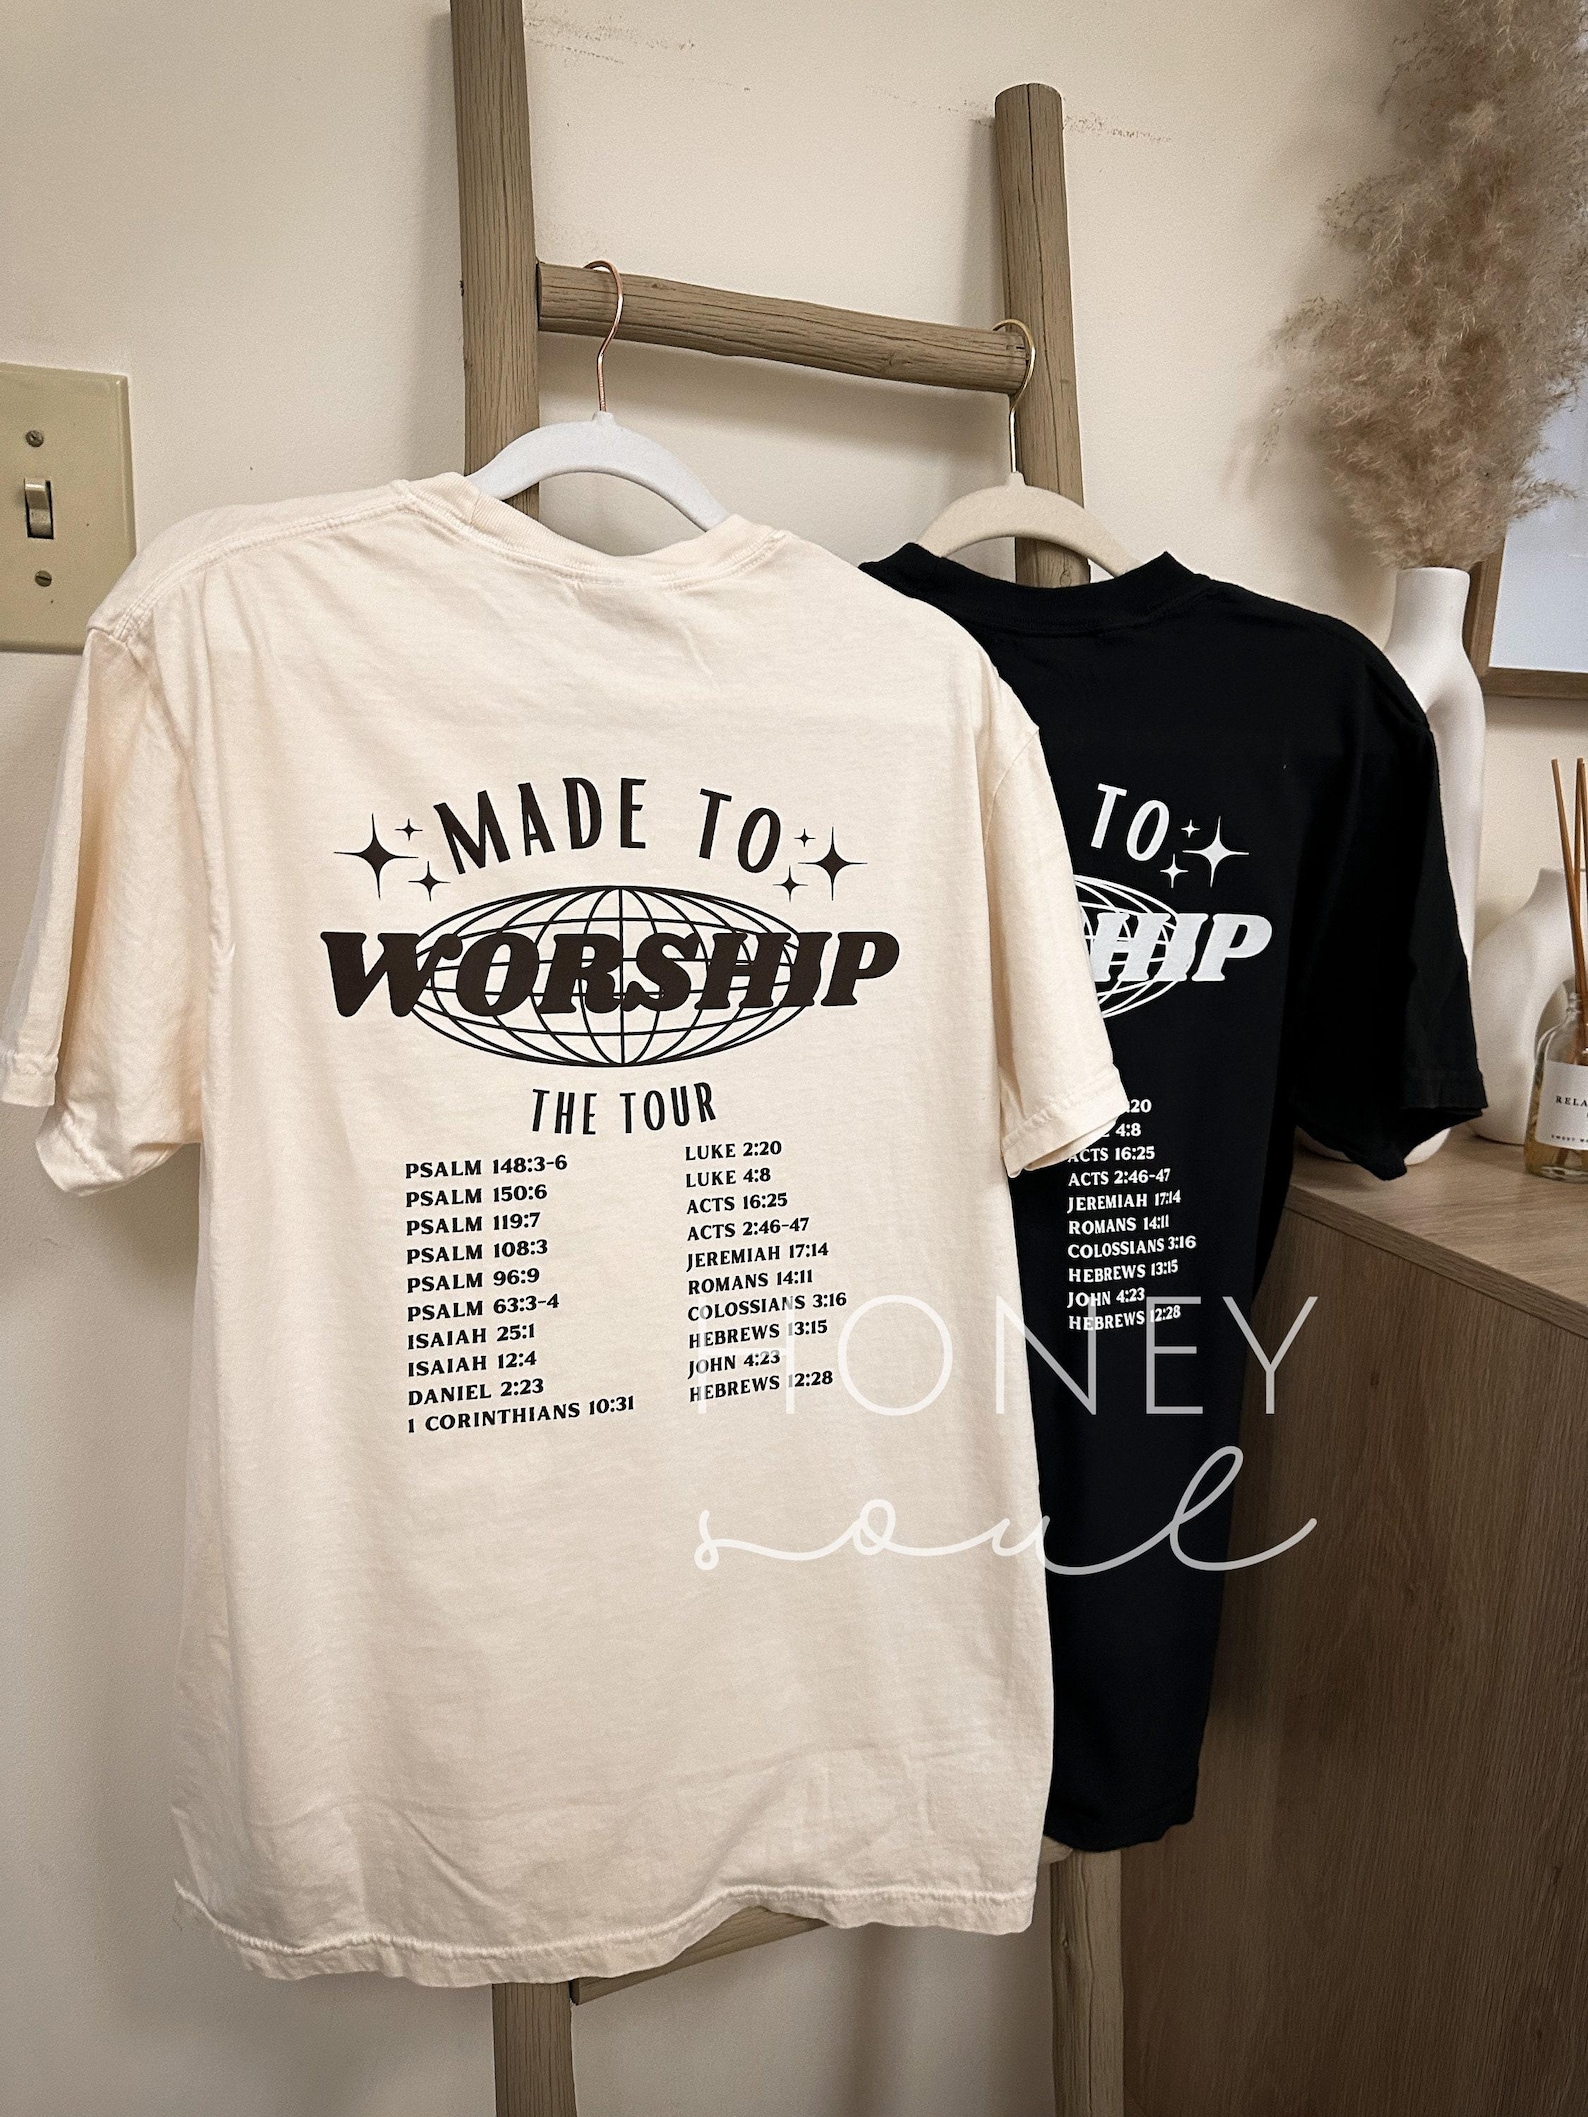 MADE TO
WORSHIP
THE TOUR
PSALM 148:3-6
PSALM 150:6
PSALM 119:7
PSALM 108:3
PSALM 96:9
PSALM 63:3-4
ISAIAH 25:1
ISAIAH 12:4
DANIEL 2:23
1 CORINTHIANS 10:31
LUKE 2:20
LUKE 4:8
ACTS 16:25
ACTS 2:46-47
JEREMIAH 17:14
ROMANS 14:11
COLOSSIANS 3:16
HEBREWS 13:15
JOHN 4:23
HEBREWS 12:28
TO
HIP
:20
4:8
ACTS 16:25
ACTS 2:46-47
JEREMIAH 17:14
ROMANS 14:11
COLOSSIANS 3:16
HEBREWS 13:15
JOHN 4:23
HEBREWS 12:28
HONEY
soul
RELA